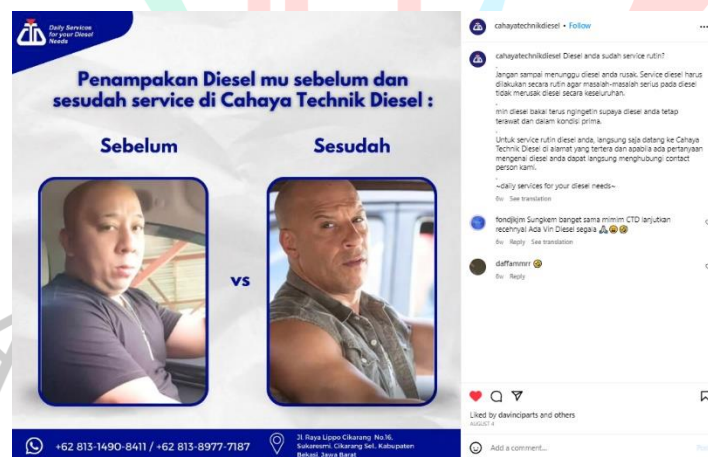 Daily Services
for your Diesel
Needs
Penampakan Diesel mu sebelum dan
sesudah service di Cahaya Technik Diesel :
Sebelum
Sesudah
vs
+62 813-1490-8411 / +62 813-8977-7187
Jl. Raya Lippo Cikarang No.16,
Sukaresmi, Cikarang Sel., Kabupaten
Bekasi, Jawa Barat
cahayatechnikdiesel • Follow
cahayatechnikdiesel Diesel anda sudah service rutin?
.
Jangan sampai menunggu diesel anda rusak. Service diesel harus
dilakukan secara rutin agar masalah-masalah serius pada diesel
tidak merusak diesel secara keseluruhan.
.
min diesel bakal terus ngingetin supaya diesel anda tetap
terawat dan dalam kondisi prima.
.
Untuk service rutin diesel anda, langsung saja datang ke Cahaya
Technik Diesel di alamat yang tertera dan apabila ada pertanyaan
mengenai diesel anda dapat langsung menghubungi contact
person kami.
.
~daily services for your diesel needs~
8w See translation
fondjkjm Sungkem banget sama mimim CTD lanjutkan
recehnya! Ada Vin Diesel segala 🙏😂🤣
8w Reply See translation
daffammrr 🤣
8w Reply
Liked by davinciparts and others
AUGUST 4
Add a comment...